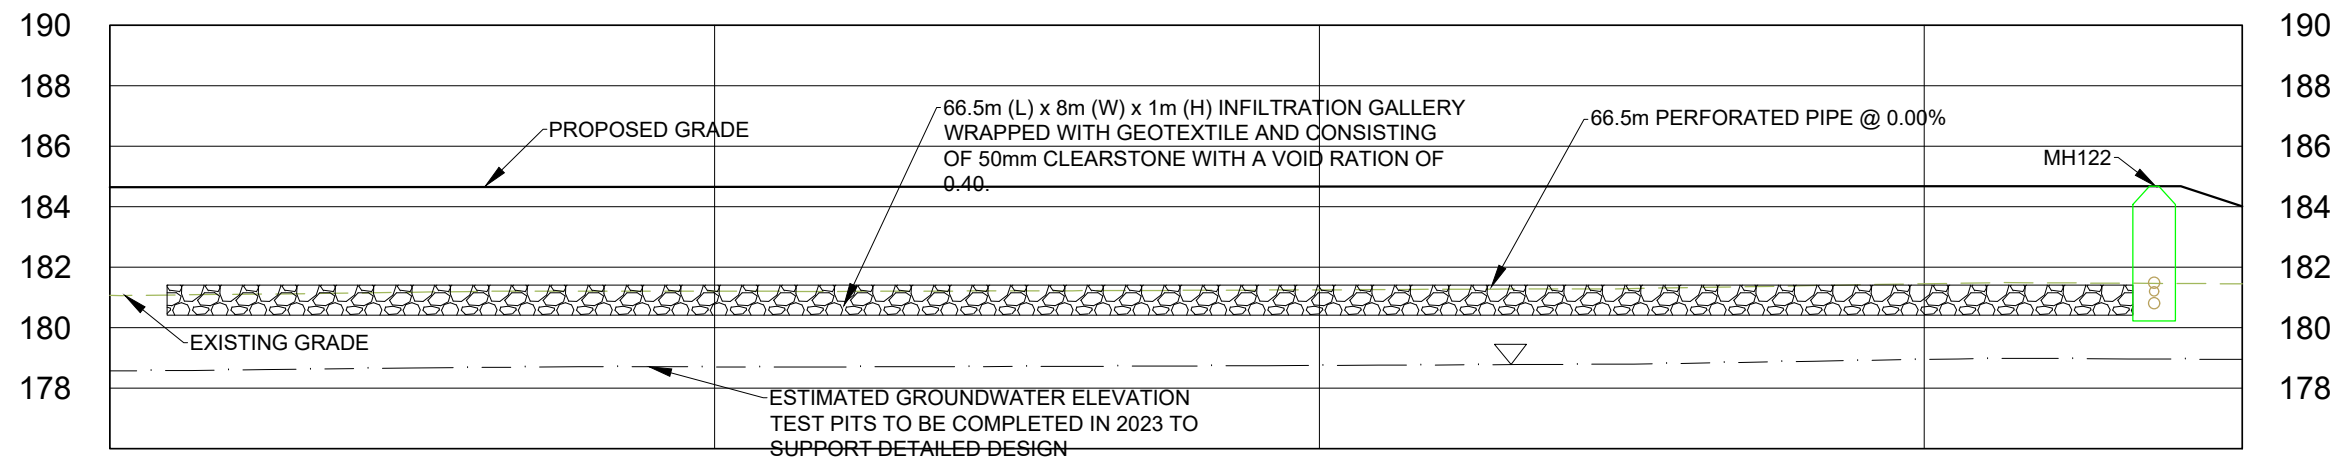 190
188
186
184
182
180
178
PROPOSED GRADE
66.5m (L) x 8m (W) x 1m (H) INFILTRATION GALLERY
WRAPPED WITH GEOTEXTILE AND CONSISTING
OF 50mm CLEARSTONE WITH A VOID RATION OF
0.40.
66.5m PERFORATED PIPE @ 0.00%
MH122
EXISTING GRADE
ESTIMATED GROUNDWATER ELEVATION
TEST PITS TO BE COMPLETED IN 2023 TO
SUPPORT DETAILED DESIGN
190
188
186
184
182
180
178